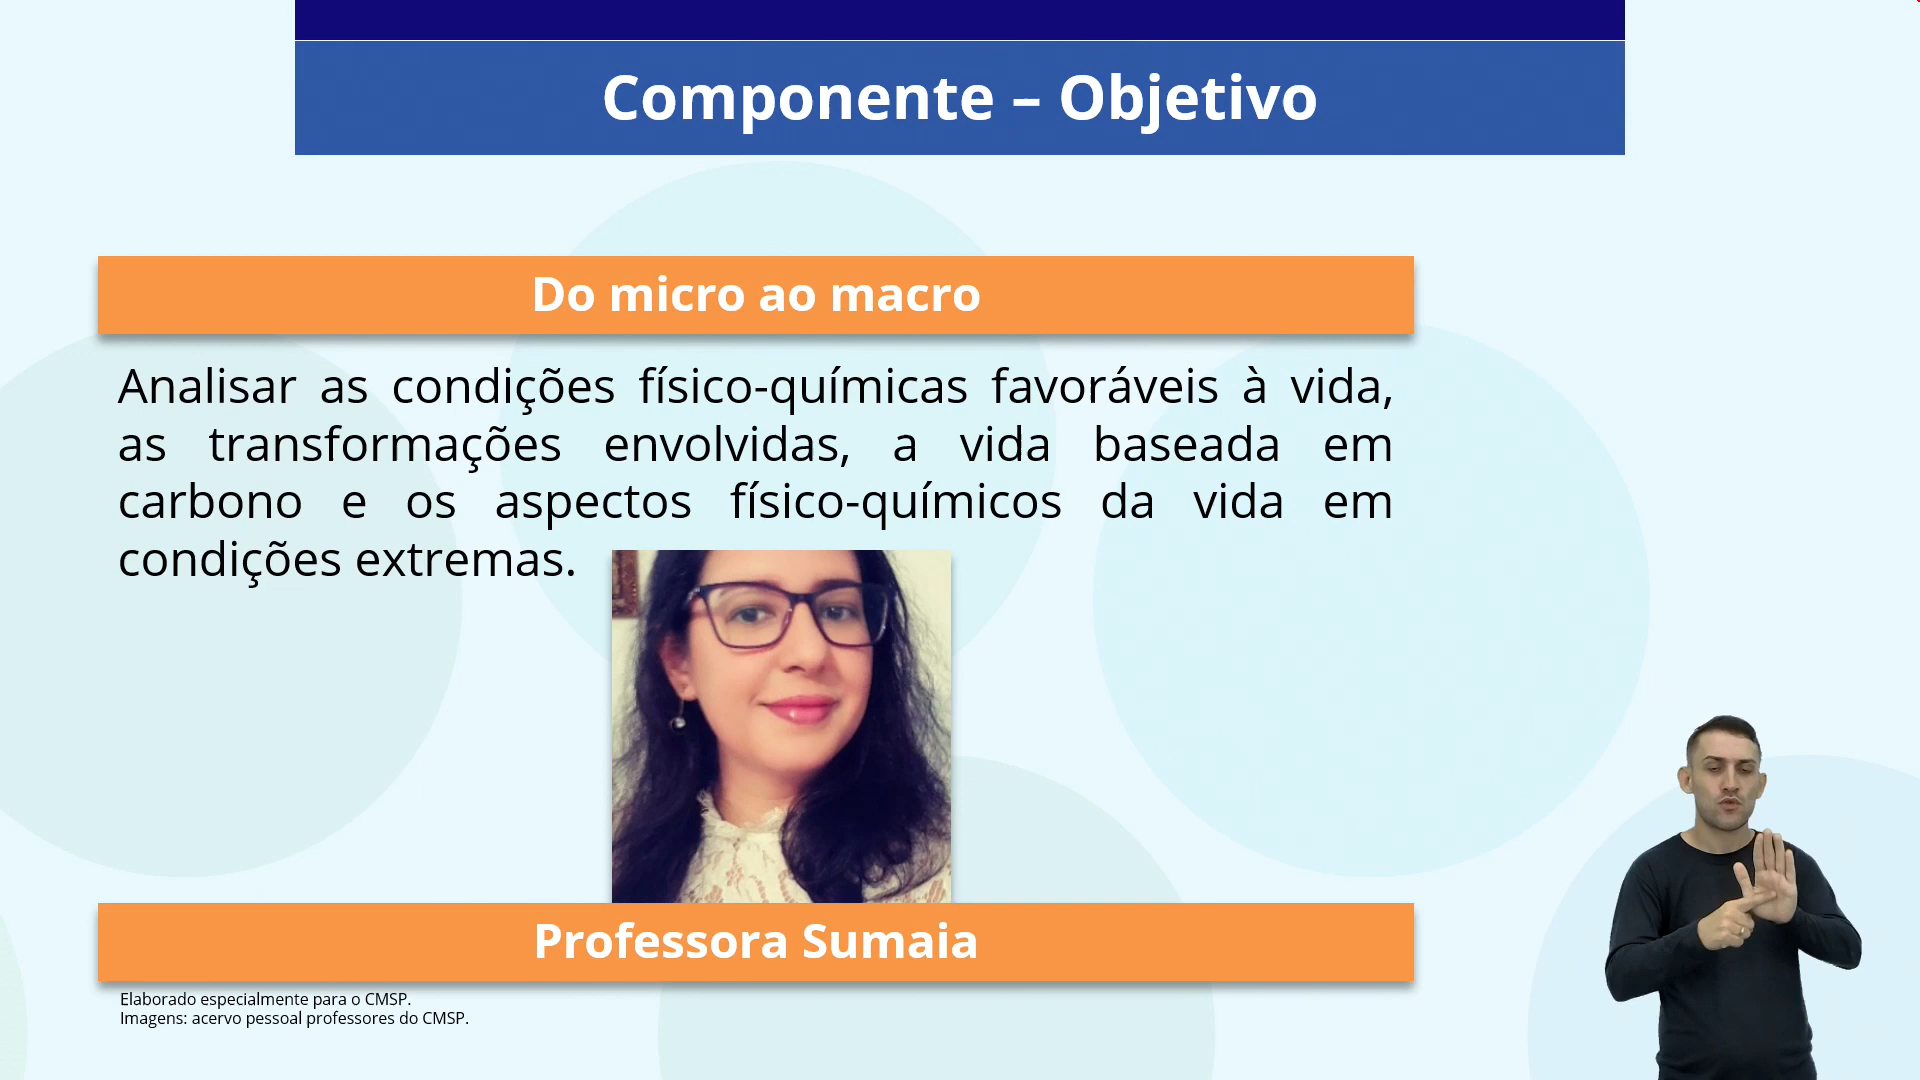 Componente – Objetivo
Do micro ao macro
Analisar as condições físico-químicas favoráveis à vida,
as transformações envolvidas, a vida baseada em
carbono e os aspectos físico-químicos da vida em
condições extremas.
Professora Sumaia
Elaborado especialmente para o CMSP.
Imagens: acervo pessoal professores do CMSP.